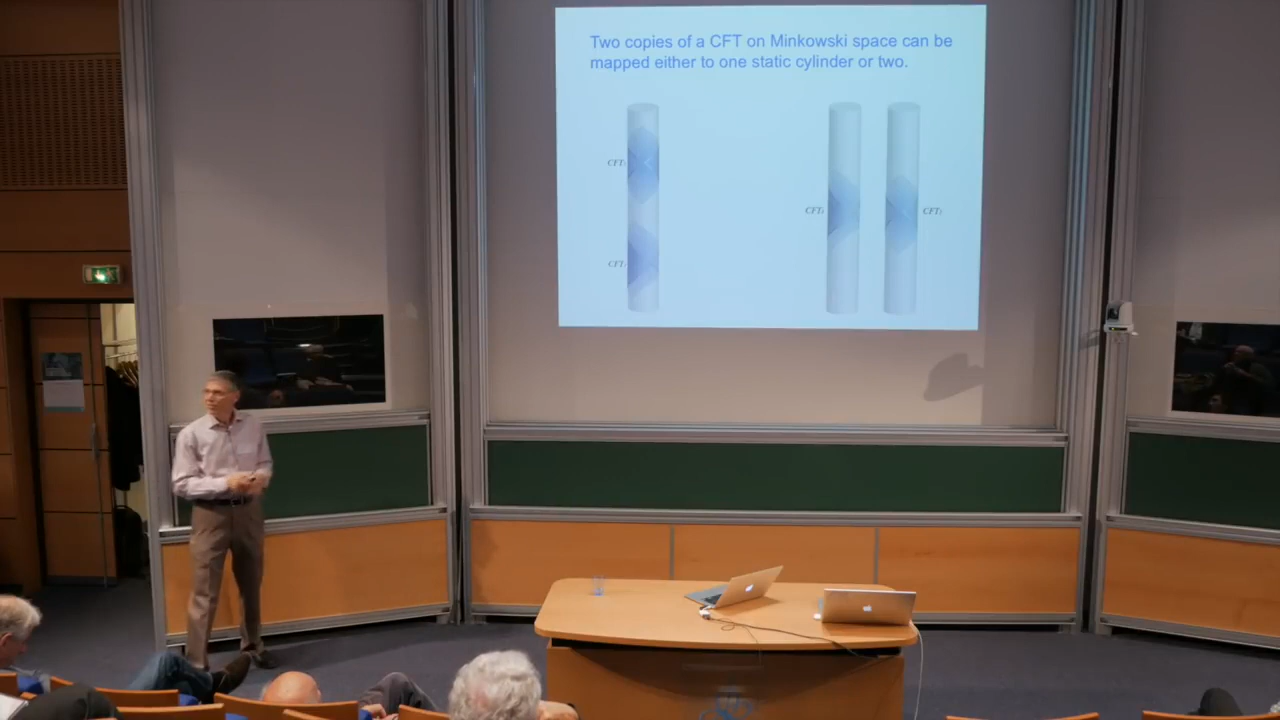 Two copies of a CFT on Minkowski space can be
mapped either to one static cylinder or two.